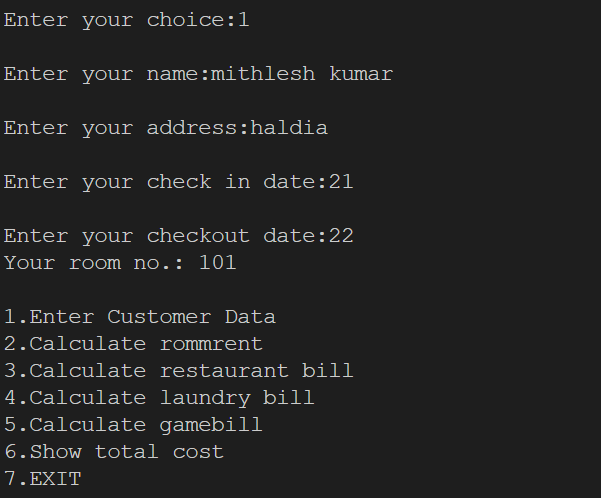 Enter your choice:1
Enter your name:mithlesh kumar
Enter your address:haldia
Enter your check in date:21
Enter your checkout date:22
Your room no.: 101
1.Enter Customer Data
2.Calculate rommrent
3.Calculate restaurant bill
4.Calculate laundry bill
5.Calculate gamebill
6.Show total cost
7.EXIT